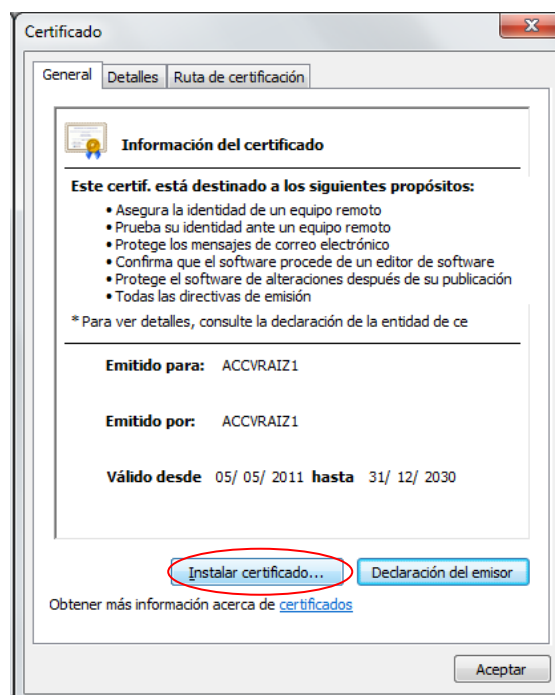 Certificado
General Detalles Ruta de certificación
Información del certificado
Este certif. está destinado a los siguientes propósitos:
• Asegura la identidad de un equipo remoto
• Prueba su identidad ante un equipo remoto
• Protege los mensajes de correo electrónico
• Confirma que el software procede de un editor de software
• Protege el software de alteraciones después de su publicación
• Todas las directivas de emisión
* Para ver detalles, consulte la declaración de la entidad de ce
Emitido para: ACCVRAIZ1
Emitido por: ACCVRAIZ1
Válido desde 05/ 05/ 2011 hasta 31/ 12/ 2030
Instalar certificado... Declaración del emisor
Obtener más información acerca de certificados
Aceptar